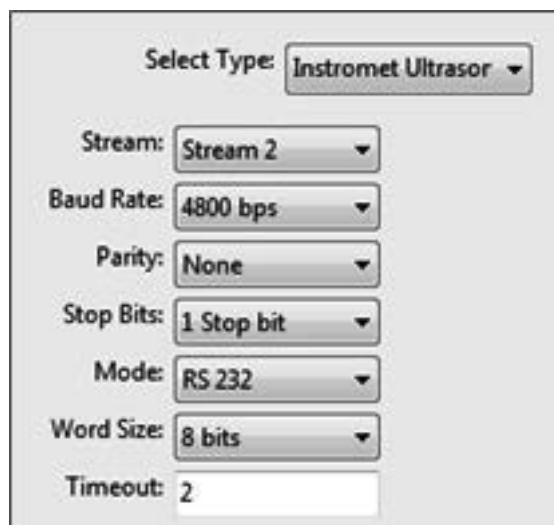 Select Type: Instromet Ultrasor
Stream: Stream 2
Baud Rate: 4800 bps
Parity: None
Stop Bits: 1 Stop bit
Mode: RS 232
Word Size: 8 bits
Timeout: 2